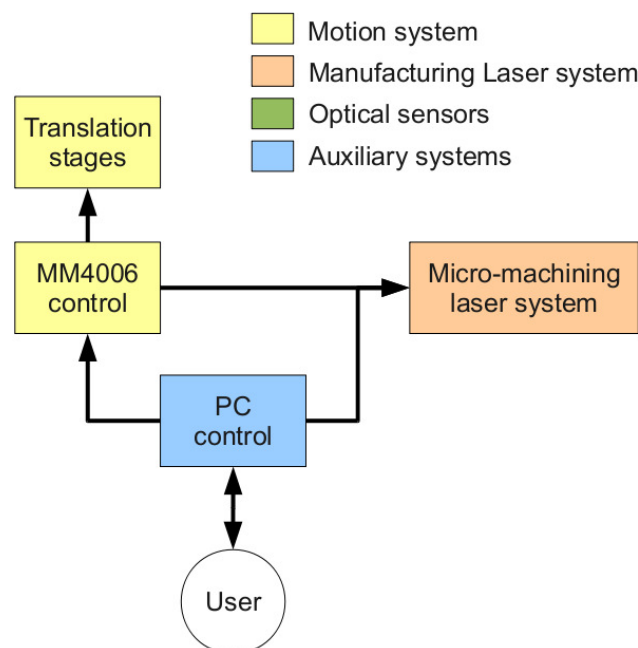 Motion system
Manufacturing Laser system
Optical sensors
Auxiliary systems
Translation
stages
MM4006
control
Micro-machining
laser system
PC
control
User